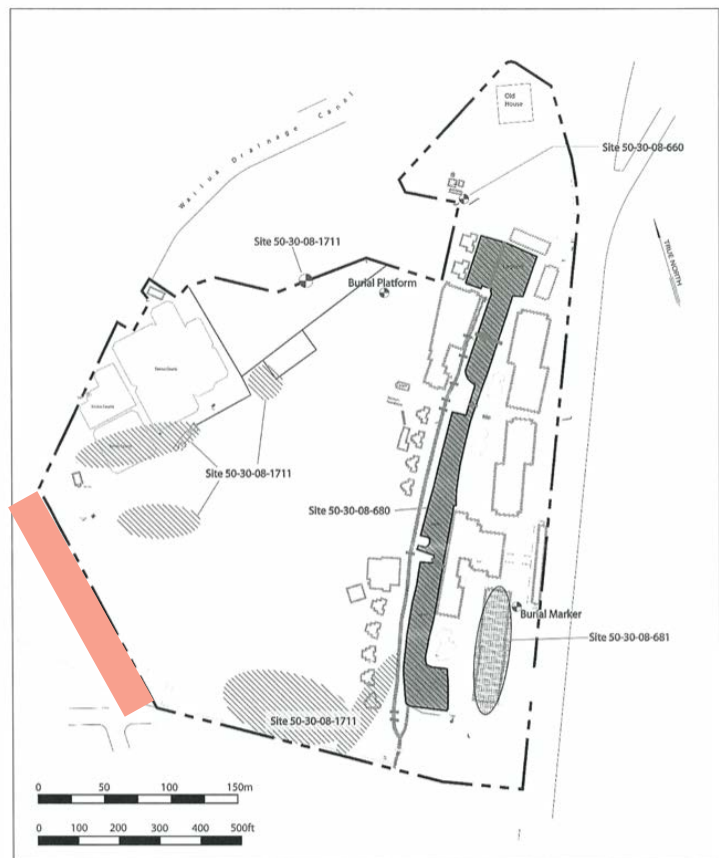 Old
House
Wailua Drainage Canal
Site 50-30-08-660
Site 50-30-08-1711
TRUE NORTH
Burial Platform
Site 50-30-08-1711
Site 50-30-08-680
Burial Marker
Site 50-30-08-681
Site 50-30-08-1711
0 50 100 150m
0 100 200 300 400 500ft